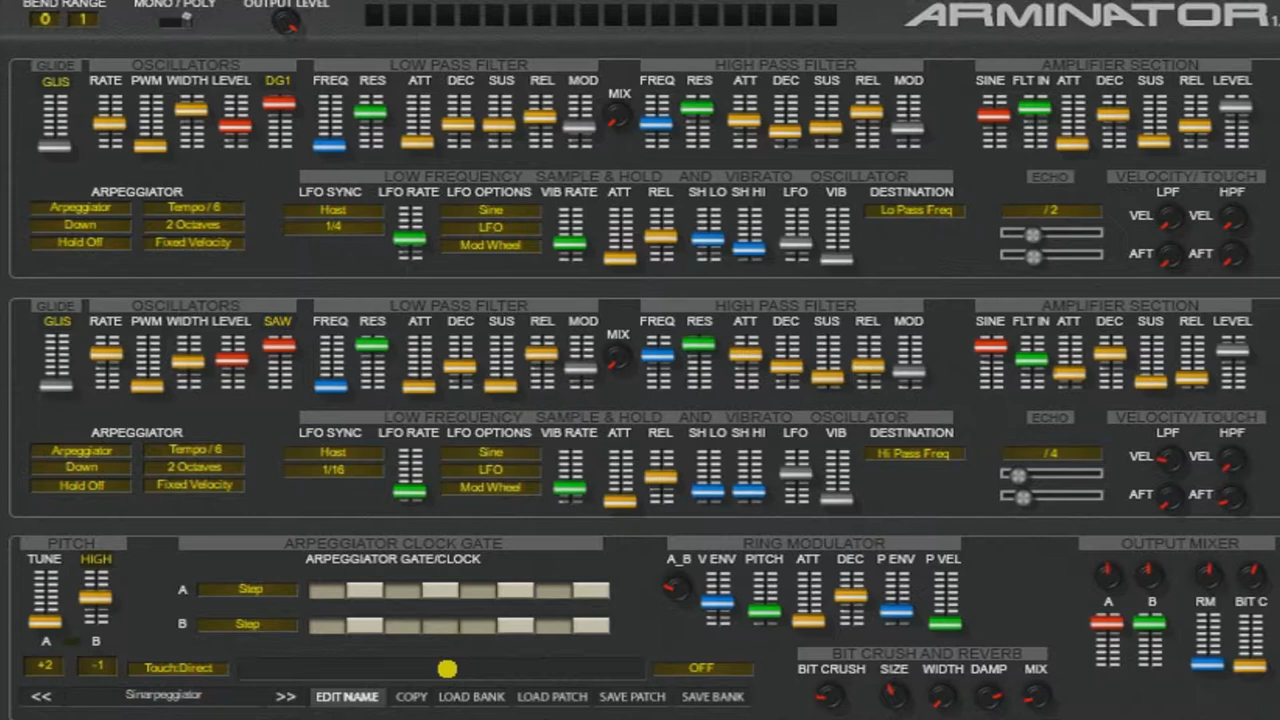 BEND RANGE MONO / POLY OUTPUT LEVEL
0 1
ARMINATOR
GLIDE OSCILLATORS LOW PASS FILTER HIGH PASS FILTER AMPLIFIER SECTION
GLIS RATE PWM WIDTH LEVEL DG1 FREQ RES ATT DEC SUS REL MOD MIX FREQ RES ATT DEC SUS REL MOD SINE FLT IN ATT DEC SUS REL LEVEL
LOW FREQUENCY SAMPLE & HOLD AND VIBRATO OSCILLATOR ECHO VELOCITY/ TOUCH
ARPEGGIATOR LFO SYNC LFO RATE LFO OPTIONS VIB RATE ATT REL SH LO SH HI LFO VIB DESTINATION LPF HPF
Arpeggiator Tempo / 6 Host Sine Lo Pass Freq / 2
Down 2 Octaves 1/4 LFO VEL VEL
Hold Off Fixed Velocity Mod Wheel
AFT AFT
GLIDE OSCILLATORS LOW PASS FILTER HIGH PASS FILTER AMPLIFIER SECTION
GLIS RATE PWM WIDTH LEVEL SAW FREQ RES ATT DEC SUS REL MOD MIX FREQ RES ATT DEC SUS REL MOD SINE FLT IN ATT DEC SUS REL LEVEL
LOW FREQUENCY SAMPLE & HOLD AND VIBRATO OSCILLATOR ECHO VELOCITY/ TOUCH
ARPEGGIATOR LFO SYNC LFO RATE LFO OPTIONS VIB RATE ATT REL SH LO SH HI LFO VIB DESTINATION LPF HPF
Arpeggiator Tempo / 6 Host Sine Hi Pass Freq / 4
Down 2 Octaves 1/16 LFO VEL VEL
Hold Off Fixed Velocity Mod Wheel
AFT AFT
PITCH ARPEGGIATOR CLOCK GATE RING MODULATOR OUTPUT MIXER
TUNE HIGH ARPEGGIATOR GATE/CLOCK A_B V ENV PITCH ATT DEC P ENV P VEL
A Step
A B RM BIT C
B Step
A B
BIT CRUSH AND REVERB
+2 -1 Touch:Direct OFF BIT CRUSH SIZE WIDTH DAMP MIX
<< Sinarpeggiator >> EDIT NAME COPY LOAD BANK LOAD PATCH SAVE PATCH SAVE BANK